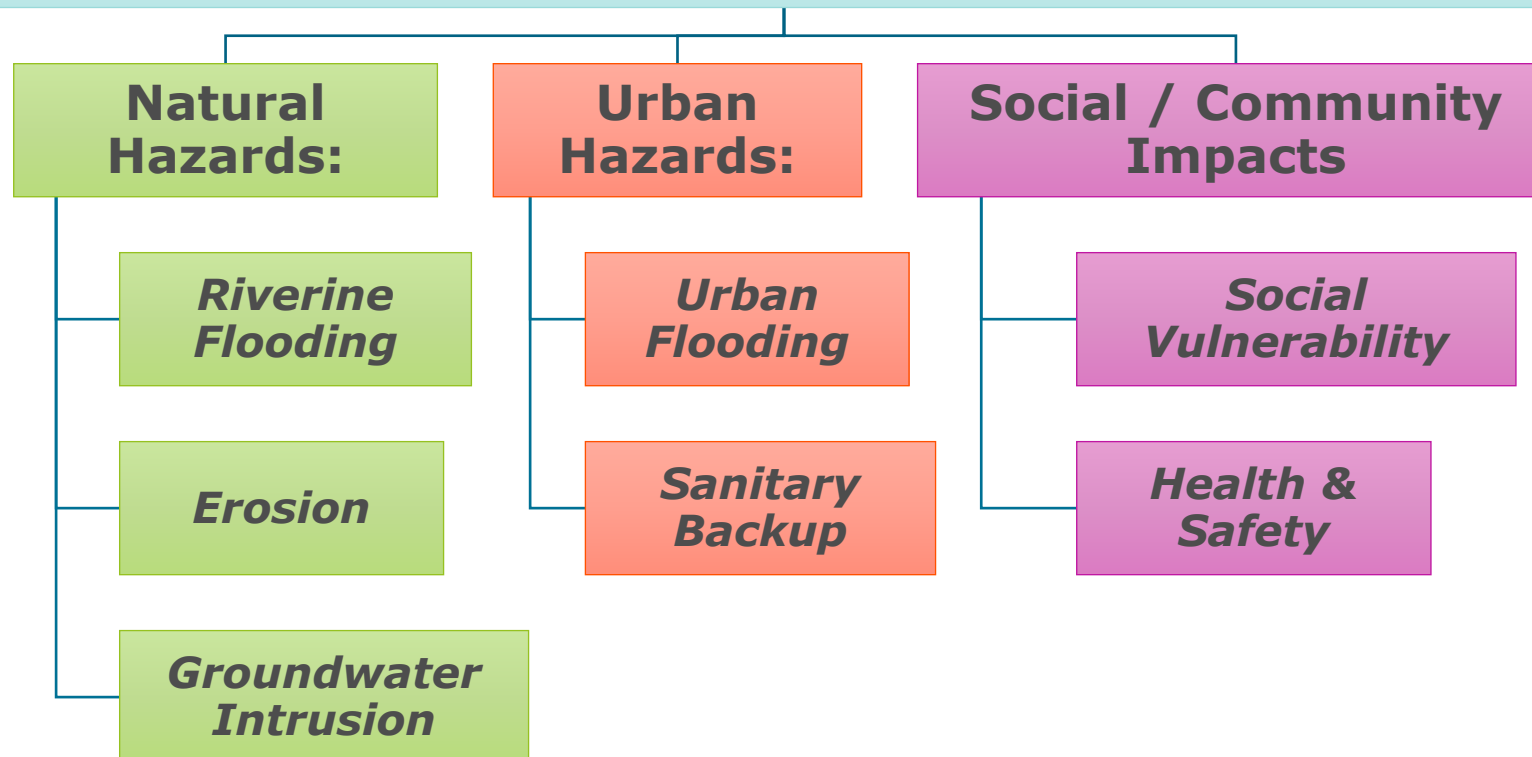 Natural
Hazards:
Riverine
Flooding
Erosion
Groundwater
Intrusion
Urban
Hazards:
Urban
Flooding
Sanitary
Backup
Social / Community
Impacts
Social
Vulnerability
Health &
Safety